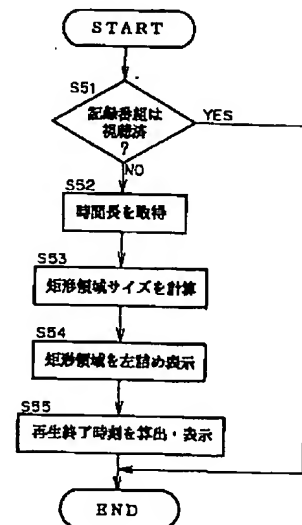 START
S51
記録番組は
視聴済
?
YES
NO
S52
時間長を取得
S53
矩形領域サイズを計算
S54
矩形領域を左詰め表示
S55
再生終了時刻を算出・表示
END